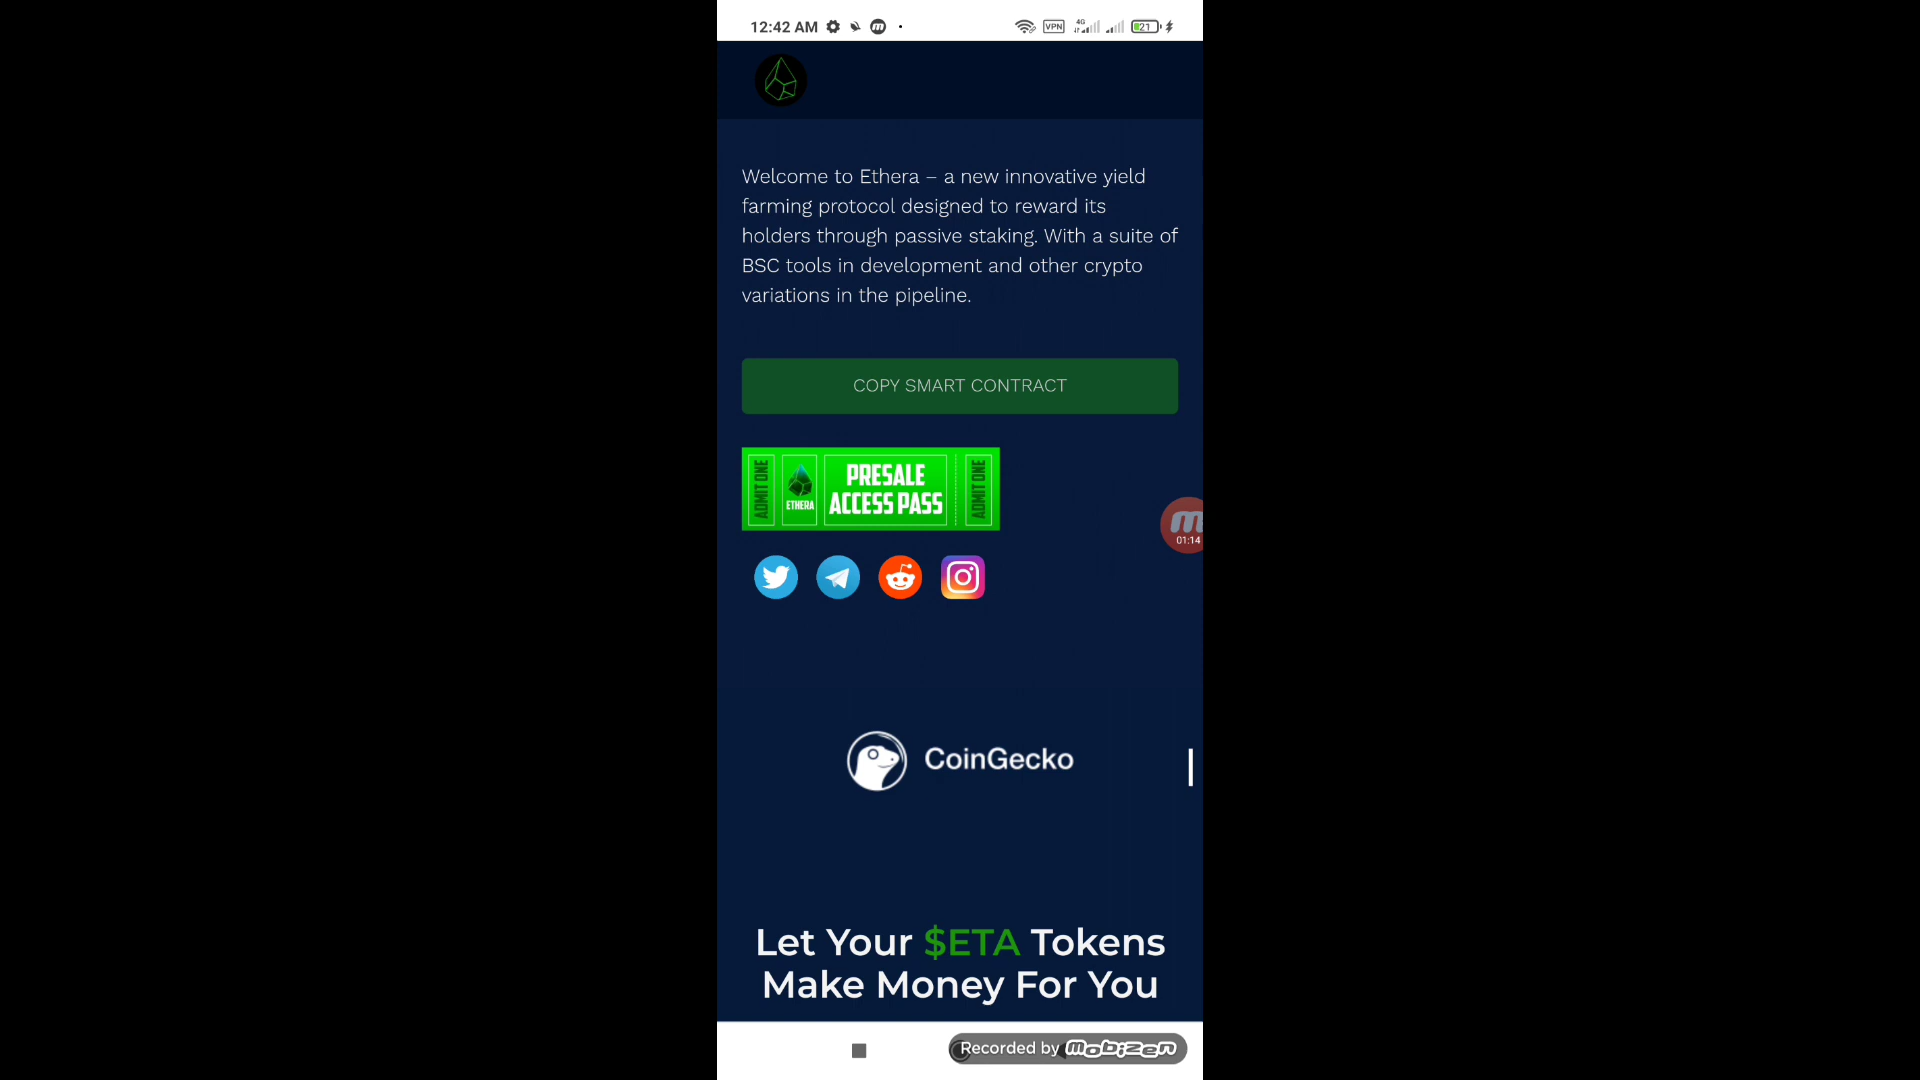 12:42 AM
VPN
4G
21
Welcome to Ethera – a new innovative yield
farming protocol designed to reward its
holders through passive staking. With a suite of
BSC tools in development and other crypto
variations in the pipeline.
COPY SMART CONTRACT
ADMIT ONE
ETHERA
PRESALE
ACCESS PASS
ADMIT ONE
01:14
CoinGecko
Let Your $ETA Tokens
Make Money For You
Recorded by mobizen